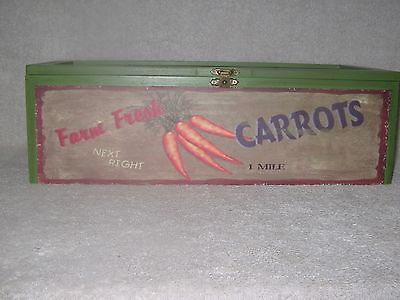 Farm Fresh
CARROTS
NEXT
RIGHT
1 MILE